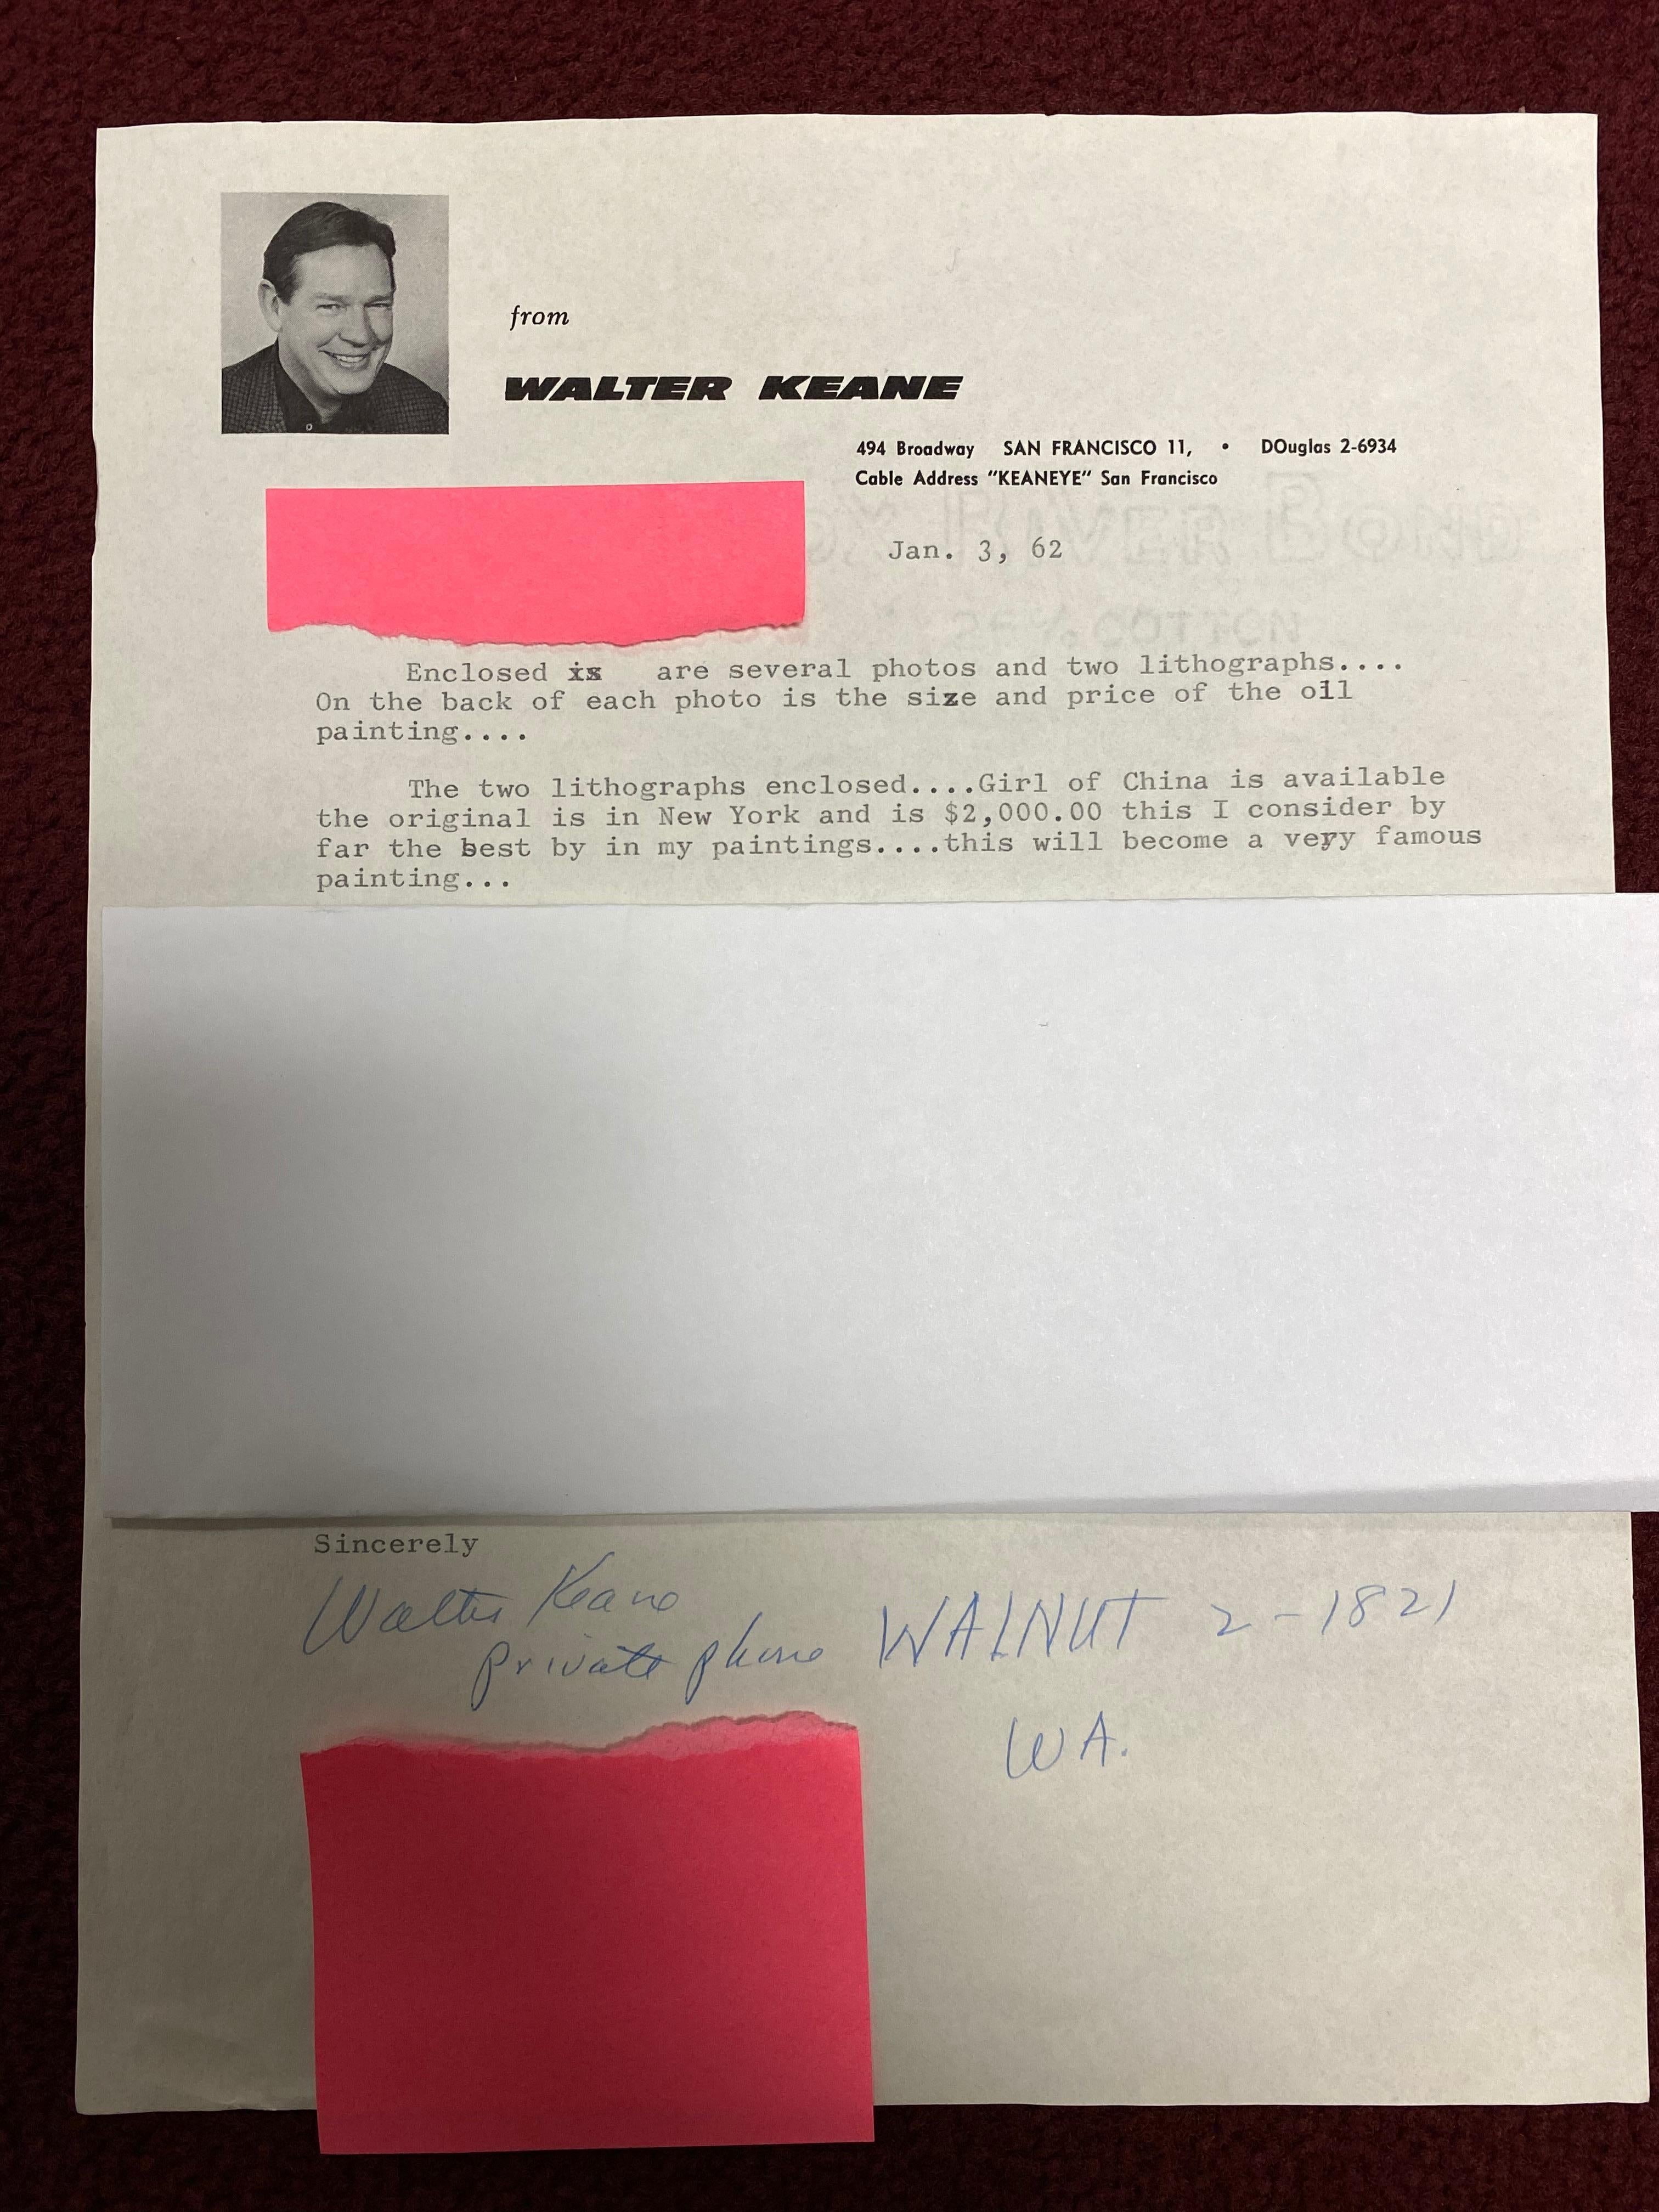 from
WALTER KEANE
494 Broadway SAN FRANCISCO 11, • DOuglas 2-6934
Cable Address "KEANEYE" San Francisco
RIVER BOND
Jan. 3, 62
COTTON
Enclosed is are several photos and two lithographs....
On the back of each photo is the size and price of the oil
painting....
The two lithographs enclosed....Girl of China is available
the original is in New York and is $2,000.00 this I consider by
far the best by in my paintings....this will become a very famous
painting...
Sincerely
Walter Keane
private phone WALNUT 2-1821
WA.